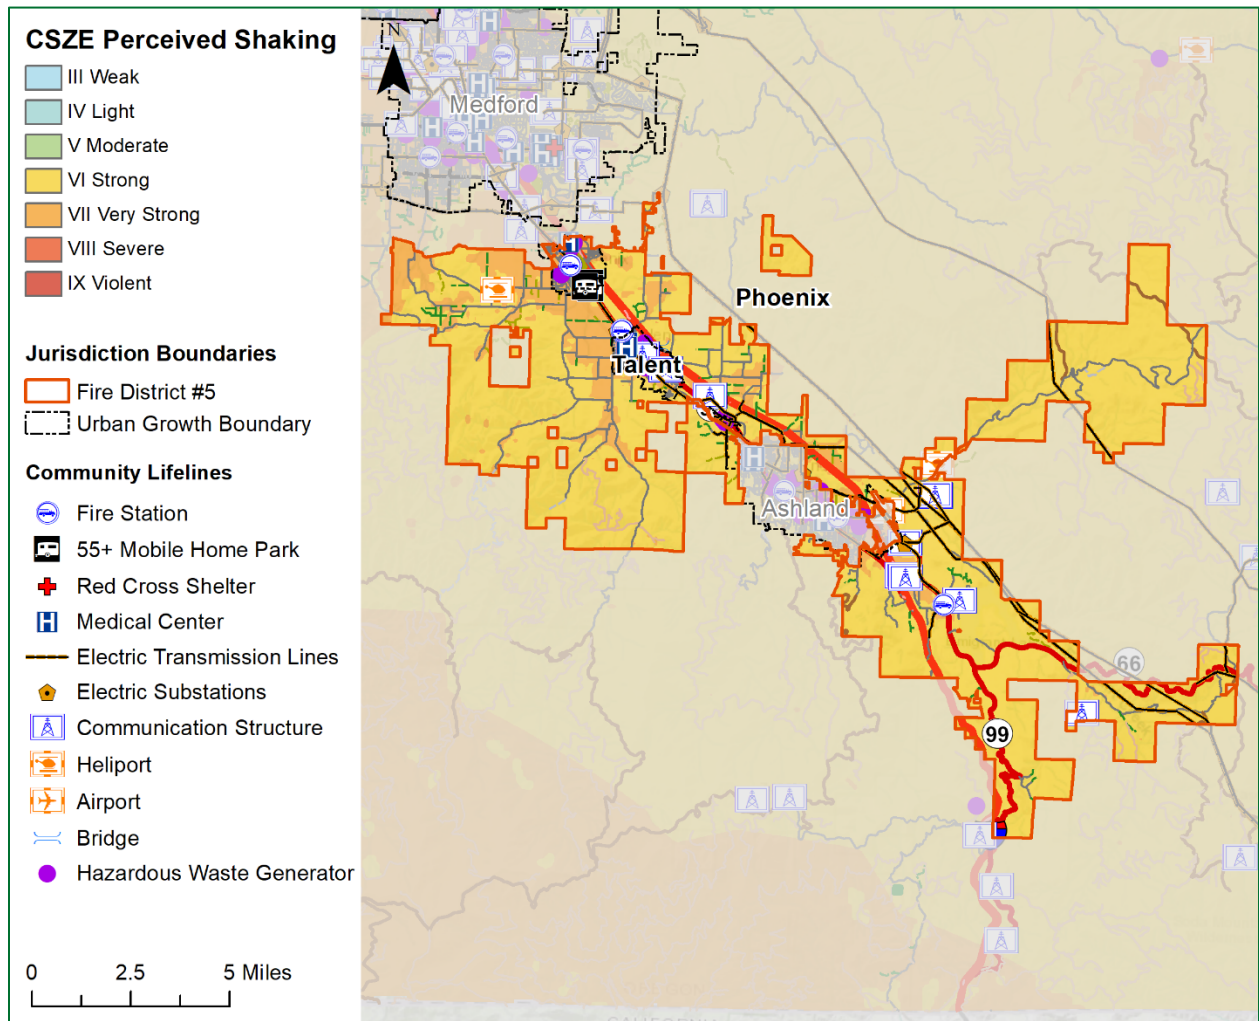 CSZE Perceived Shaking
III Weak
IV Light
V Moderate
VI Strong
VII Very Strong
VIII Severe
IX Violent
Jurisdiction Boundaries
Fire District #5
Urban Growth Boundary
Community Lifelines
Fire Station
55+ Mobile Home Park
Red Cross Shelter
Medical Center
Electric Transmission Lines
Electric Substations
Communication Structure
Heliport
Airport
Bridge
Hazardous Waste Generator
0 2.5 5 Miles
N
Medford
Phoenix
Talent
Ashland
66
99